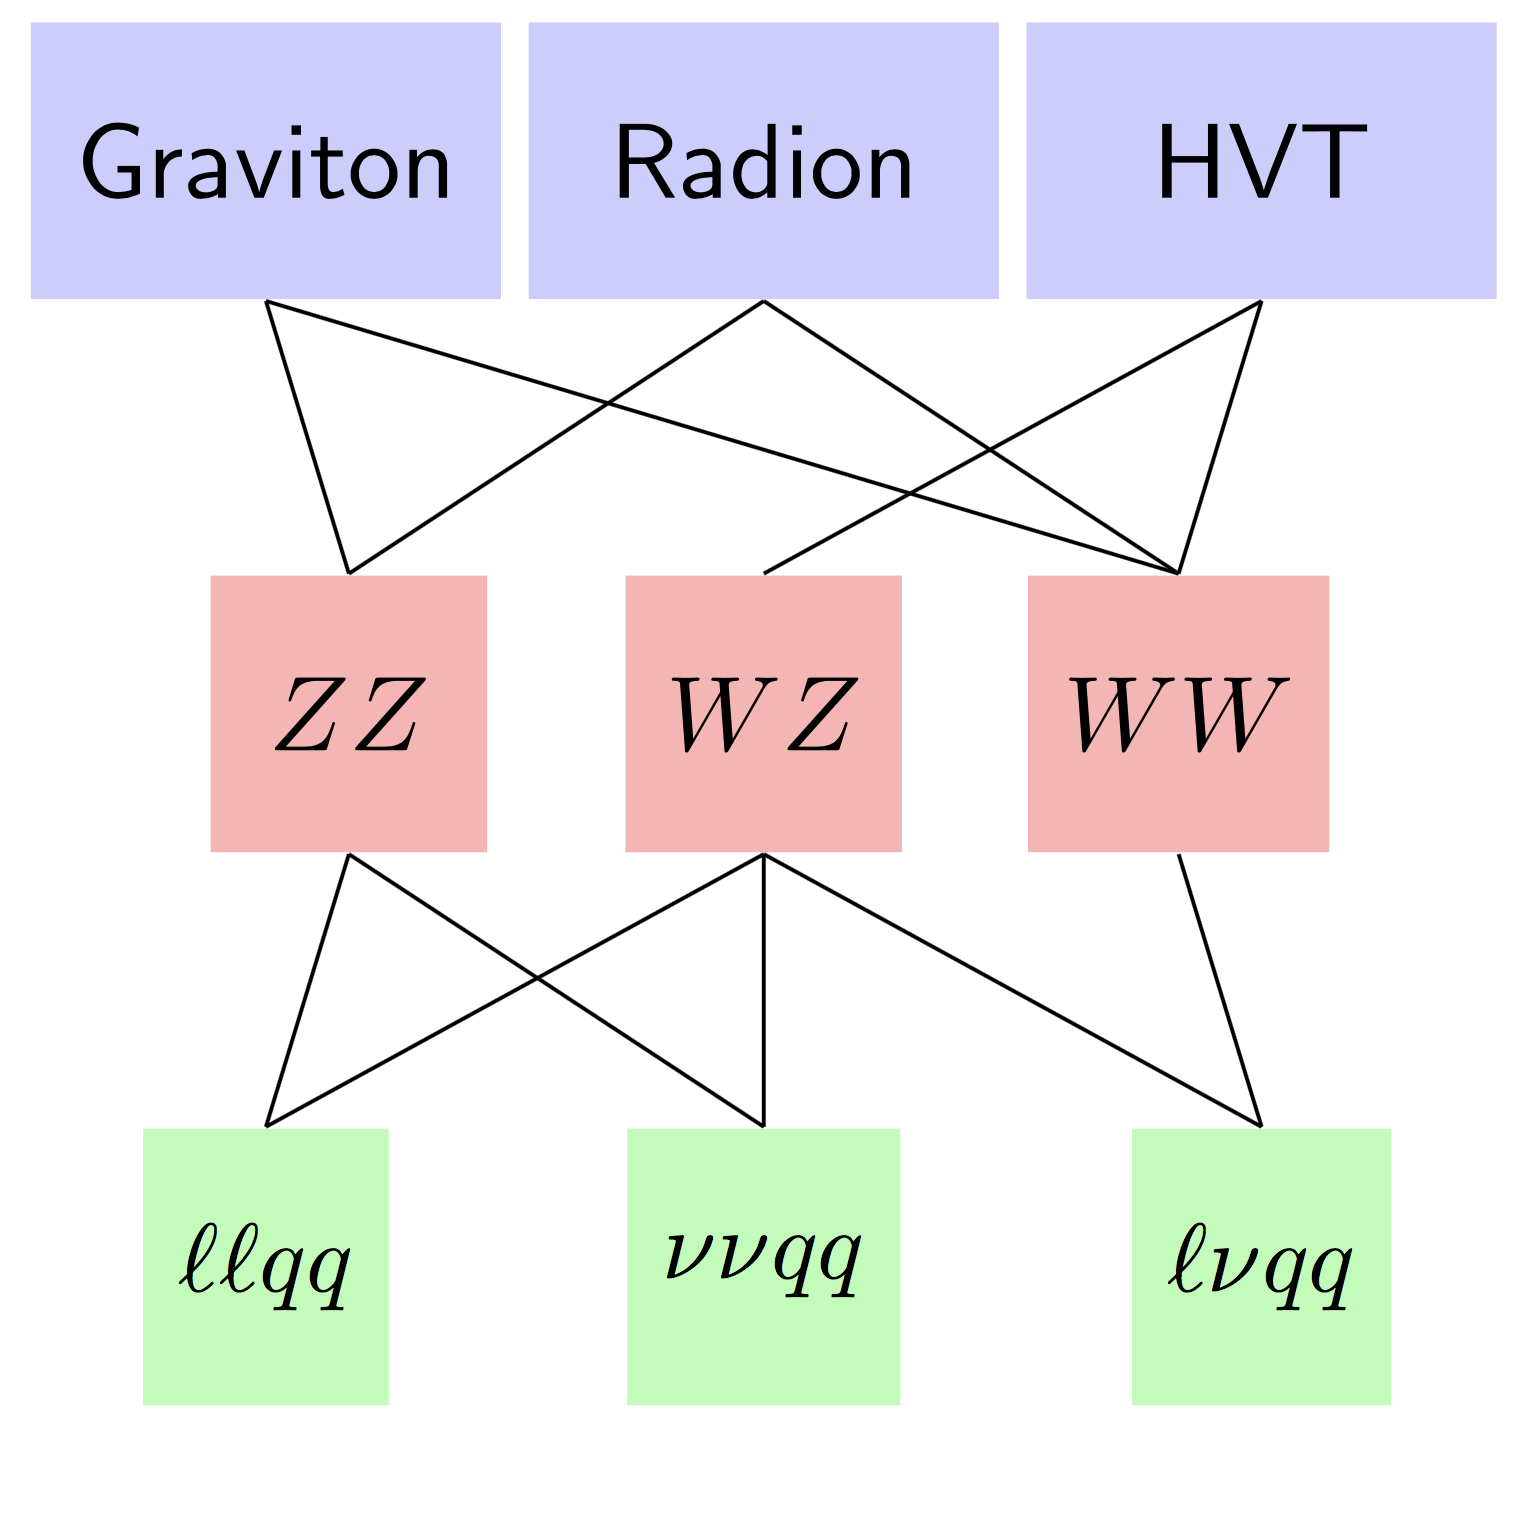 Graviton Radion HVT
ZZ WZ WW
ℓℓqq ννqq ℓνqq